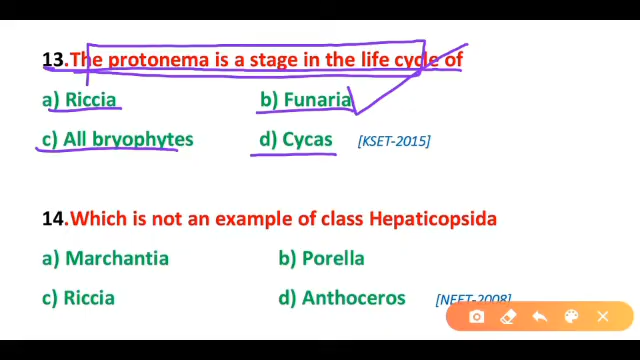 13.The protonema is a stage in the life cycle of
a) Riccia b) Funaria
c) All bryophytes d) Cycas [KSET-2015]
14.Which is not an example of class Hepaticopsida
a) Marchantia b) Porella
c) Riccia d) Anthoceros [NEET-2008]